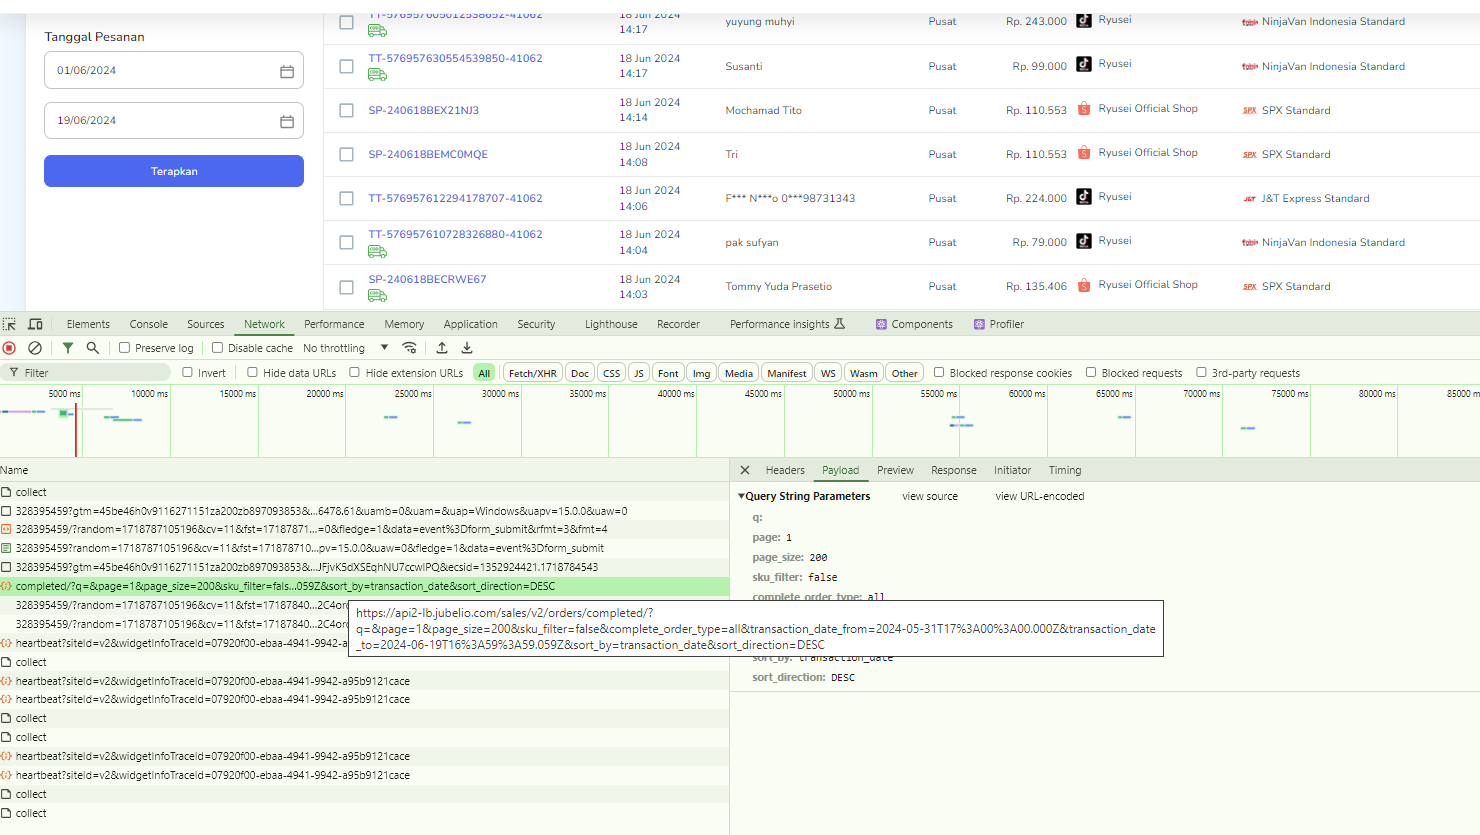 TT-576957605012538652-41062 18 Jun 2024 14:17 yuyung muhyi Pusat Rp. 243.000 Ryusei NinjaVan Indonesia Standard
Tanggal Pesanan
01/06/2024
19/06/2024
Terapkan
TT-576957630554539850-41062 18 Jun 2024 14:17 Susanti Pusat Rp. 99.000 Ryusei NinjaVan Indonesia Standard
SP-240618BEX21NJ3 18 Jun 2024 14:14 Mochamad Tito Pusat Rp. 110.553 Ryusei Official Shop SPX SPX Standard
SP-240618BEMC0MQE 18 Jun 2024 14:08 Tri Pusat Rp. 110.553 Ryusei Official Shop SPX SPX Standard
TT-576957612294178707-41062 18 Jun 2024 14:06 F*** N***o 0***98731343 Pusat Rp. 224.000 Ryusei J&T J&T Express Standard
TT-576957610728326880-41062 18 Jun 2024 14:04 pak sufyan Pusat Rp. 79.000 Ryusei NinjaVan Indonesia Standard
SP-240618BECRWE67 18 Jun 2024 14:03 Tommy Yuda Prasetio Pusat Rp. 135.406 Ryusei Official Shop SPX SPX Standard
Elements Console Sources Network Performance Memory Application Security Lighthouse Recorder Performance insights Components Profiler
Preserve log Disable cache No throttling
Filter Invert Hide data URLs Hide extension URLs All Fetch/XHR Doc CSS JS Font Img Media Manifest WS Wasm Other Blocked response cookies Blocked requests 3rd-party requests
5000 ms 10000 ms 15000 ms 20000 ms 25000 ms 30000 ms 35000 ms 40000 ms 45000 ms 50000 ms 55000 ms 60000 ms 65000 ms 70000 ms 75000 ms 80000 ms 85000 m
Name
collect
328395459?gtm=45be46h0v9116271151za200zb897093853&...6478.61&uamb=0&uam=&uap=Windows&uapv=15.0.0&uaw=0
328395459/?random=1718787105196&cv=11&fst=17187871...=0&fledge=1&data=event%3Dform_submit&rfmt=3&fmt=4
328395459?random=1718787105196&cv=11&fst=171878710...pv=15.0.0&uaw=0&fledge=1&data=event%3Dform_submit
328395459?gtm=45be46h0v9116271151za200zb897093853&...JFjvK5dXSEqhNU7ccwlPQ&ecsid=1352924421.1718784543
completed/?q=&page=1&page_size=200&sku_filter=fals...059Z&sort_by=transaction_date&sort_direction=DESC
328395459/?random=1718787105196&cv=11&fst=17187840...2C4ord
328395459/?random=1718787105196&cv=11&fst=17187840...2C4ord
heartbeat?siteId=v2&widgetInfoTraceId=07920f00-ebaa-4941-9942-a
collect
heartbeat?siteId=v2&widgetInfoTraceId=07920f00-ebaa-4941-9942-a95b9121cace
heartbeat?siteId=v2&widgetInfoTraceId=07920f00-ebaa-4941-9942-a95b9121cace
collect
collect
heartbeat?siteId=v2&widgetInfoTraceId=07920f00-ebaa-4941-9942-a95b9121cace
heartbeat?siteId=v2&widgetInfoTraceId=07920f00-ebaa-4941-9942-a95b9121cace
collect
collect
Headers Payload Preview Response Initiator Timing
Query String Parameters view source view URL-encoded
q:
page: 1
page_size: 200
sku_filter: false
complete_order_type: all
https://api2-lb.jubelio.com/sales/v2/orders/completed/?
q=&page=1&page_size=200&sku_filter=false&complete_order_type=all&transaction_date_from=2024-05-31T17%3A00%3A00.000Z&transaction_date
_to=2024-06-19T16%3A59%3A59.059Z&sort_by=transaction_date&sort_direction=DESC
sort_by: transaction_date
sort_direction: DESC